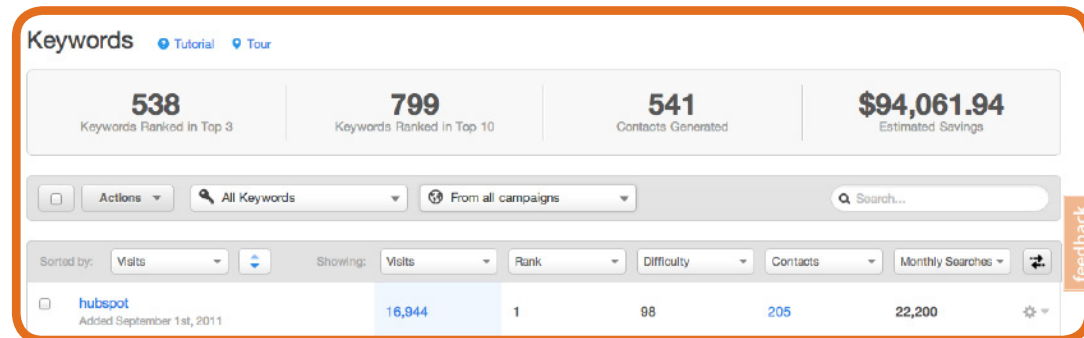 Keywords Tutorial Tour
538 799 541 $94,061.94
Keywords Ranked in Top 3 Keywords Ranked in Top 10 Contacts Generated Estimated Savings
Actions All Keywords From all campaigns Search...
feedback
Sorted by: Visits Showing: Visits Rank Difficulty Contacts Monthly Searches
hubspot 16,944 1 98 205 22,200
Added September 1st, 2011